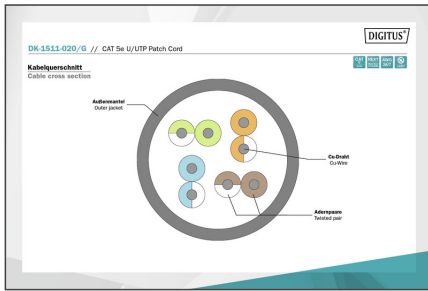 DIGITUS®
DK-1511-020/G // CAT 5e U/UTP Patch Cord
Kabelquerschnitt
Cable cross section
Außenmantel
Outer jacket
Cu-Draht
Cu-Wire
Adernpaare
Twisted pair